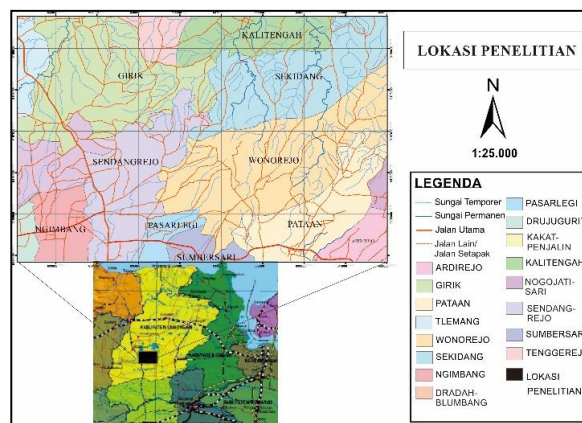 LOKASI PENELITIAN
N
1:25.000
KALITENGAH
GIRIK
SEKIDANG
SENDANGREJO
WONOREJO
NGIMBANG
PASARLEGI
PATAAN
SUMBERSARI
LEGENDA
Sungai Temporer
Sungai Permanen
Jalan Utama
Jalan Lain/
Jalan Setapak
ARDIREJO
GIRIK
PATAAN
TLEMANG
WONOREJO
SEKIDANG
NGIMBANG
DRADAH-
BLUMBANG
PASARLEGI
DRUJUGURIT
KAKAT-
PENJALIN
KALITENGAH
NOGOJATI-
SARI
SENDANG-
REJO
SUMBERSARI
TENGGEREJO
LOKASI
PENELITIAN